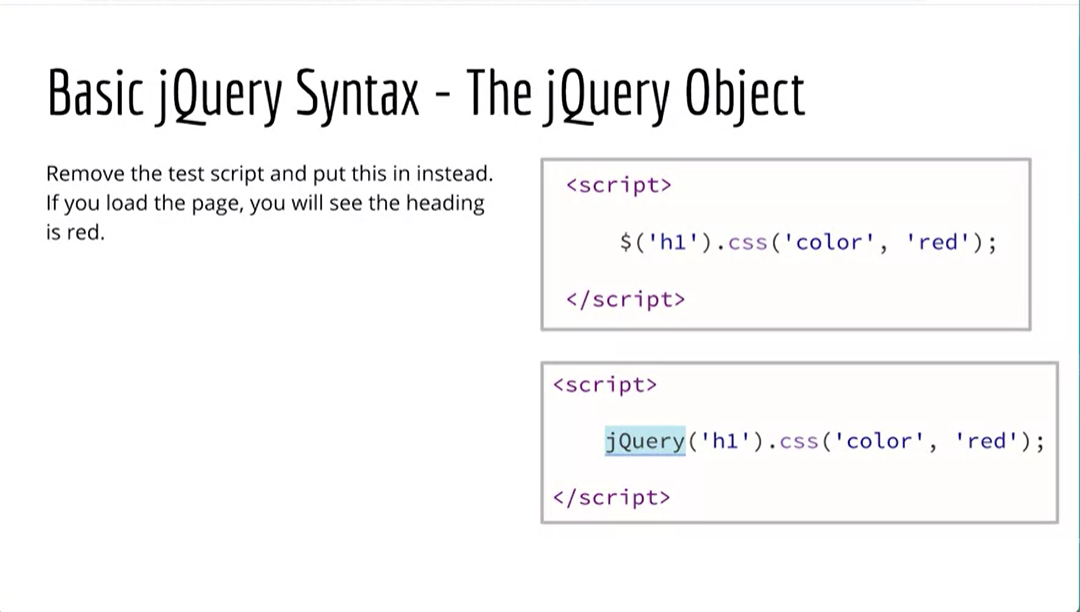 Basic jQuery Syntax - The jQuery Object
Remove the test script and put this in instead.
If you load the page, you will see the heading
is red.
<script>
$('h1').css('color', 'red');
</script>
<script>
jQuery('h1').css('color', 'red');
</script>